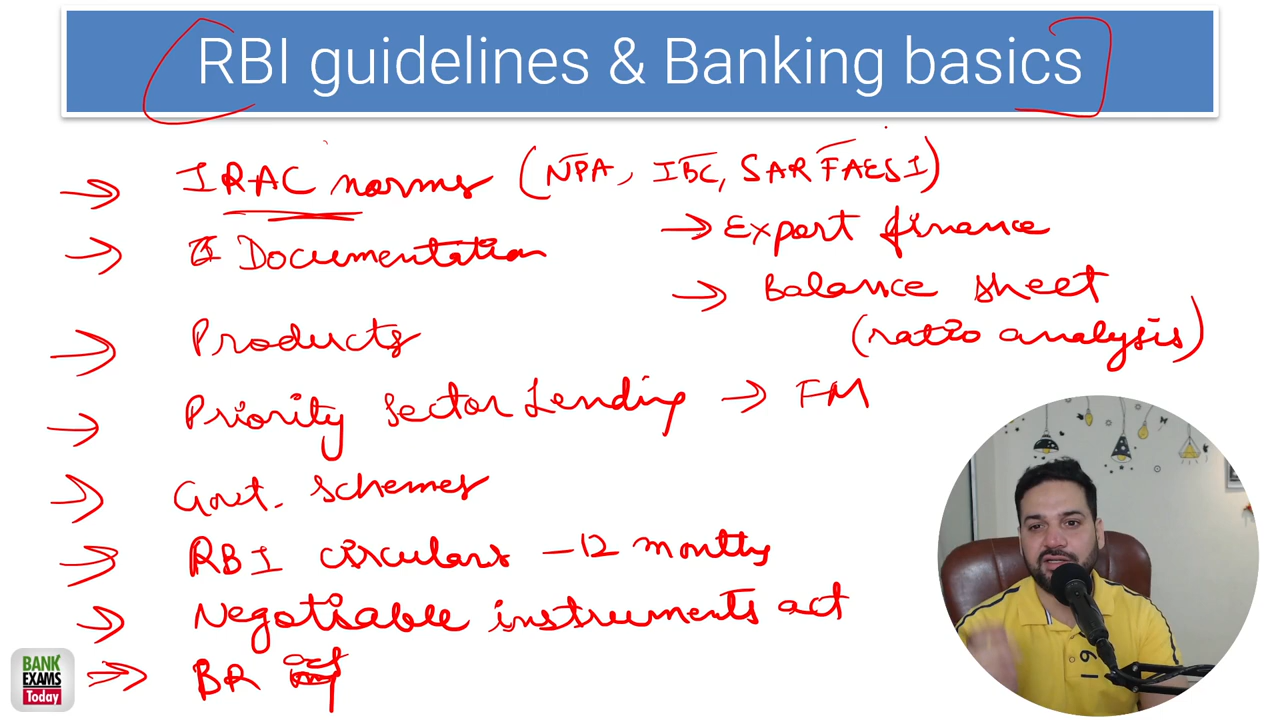 RBI guidelines & Banking basics
→ IRAC norms (NPA, IBC, SARFAESI)
→ Export finance
→ Documentation
→ Balance sheet
(ratio analysis)
→ Products
→ Priority Sector Lending → FM
→ Govt. Schemes
→ RBI circulars - 12 months
→ Negotiable instruments act
→ BR act
BANK
EXAMS
Today